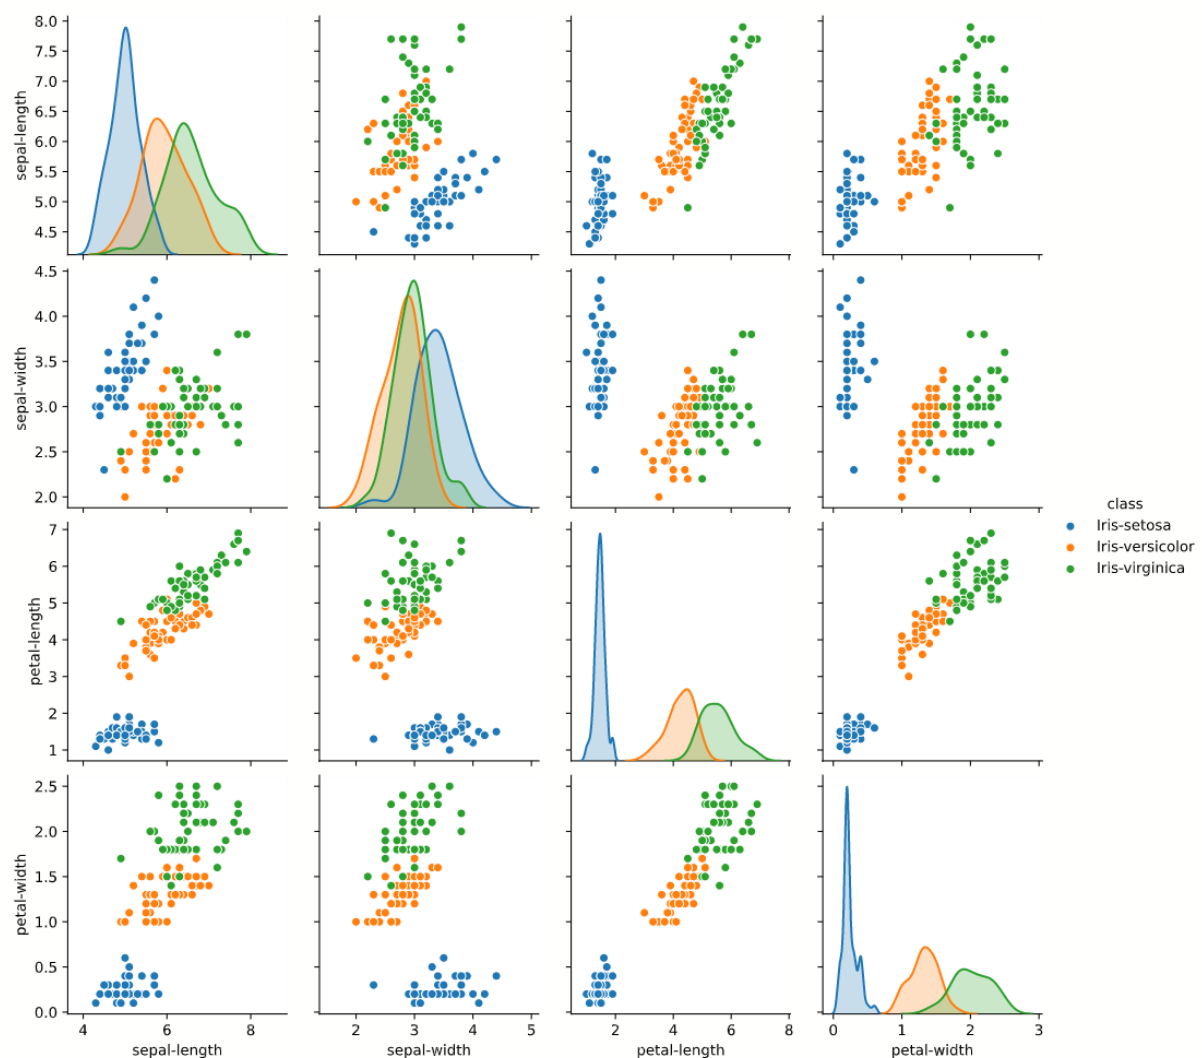 8.0
7.5
7.0
6.5
6.0
5.5
5.0
4.5
sepal-length
4.5
4.0
3.5
3.0
2.5
2.0
sepal-width
class
Iris-setosa
Iris-versicolor
Iris-virginica
7
6
5
4
3
2
1
petal-length
2.5
2.0
1.5
1.0
0.5
0.0
petal-width
4 6 8 2 3 4 5 2 4 6 8 0 1 2 3
sepal-length sepal-width petal-length petal-width